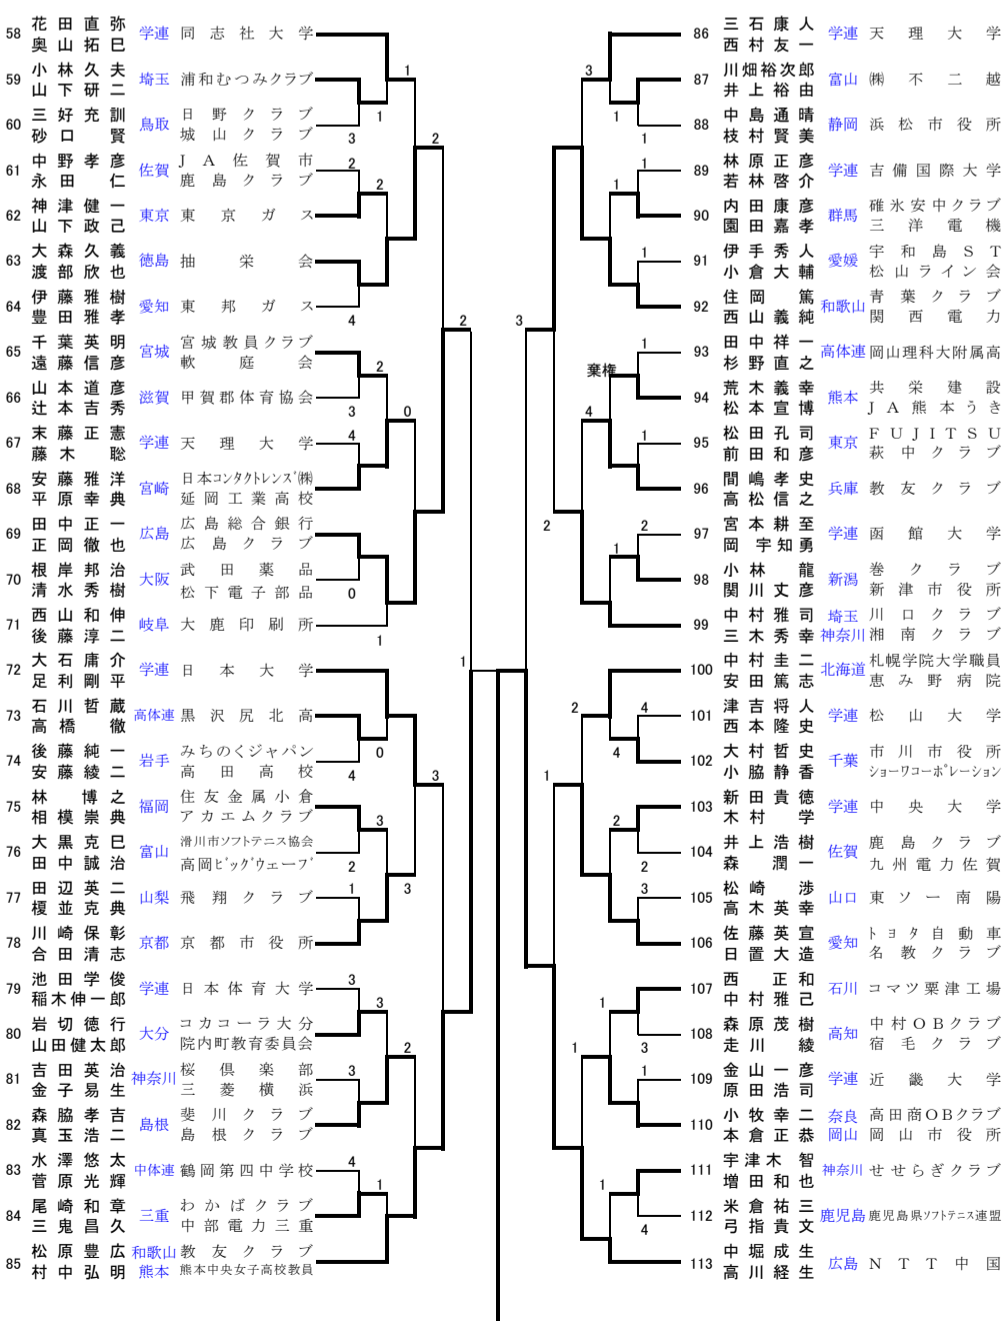 58 花田直弥 学連 同志社大学
奥山拓巳
1
59 小林久夫 埼玉 浦和むつみクラブ
山下研二
1
60 三好充訓 鳥取 日野クラブ
砂口賢 城山クラブ
3
2
61 中野孝彦 佐賀 JA佐賀市
永田仁 鹿島クラブ
2
2
62 神津健一 東京 東京ガス
山下政己
63 大森久義 徳島 抽栄会
渡部欣也
64 伊藤雅樹 愛知 東邦ガス
豊田雅孝
4
2
65 千葉英明 宮城 宮城教員クラブ
遠藤信彦 軟庭会
2
66 山本道彦 滋賀 甲賀郡体育協会
辻本吉秀
3
0
67 末藤正憲 学連 天理大学
藤木聡
4
68 安藤雅洋 宮崎 日本コンタクトレンズ㈱
平原幸典 延岡工業高校
69 田中正一 広島 広島総合銀行
正岡徹也 広島クラブ
70 根岸邦治 大阪 武田薬品
清水秀樹 松下電子部品
0
71 西山和伸 岐阜 大鹿印刷所
後藤淳二
1
1
72 大石庸介 学連 日本大学
足利剛平
73 石川哲蔵 高体連 黒沢尻北高
高橋徹
0
74 後藤純一 岩手 みちのくジャパン
安藤綾二 高田高校
4
3
75 林博之 福岡 住友金属小倉
相模崇典 アカエムクラブ
3
76 大黒克巳 富山 滑川市ソフトテニス協会
田中誠治 高岡ビッグウェーブ
2
3
77 田辺英二 山梨 飛翔クラブ
榎並克典
1
78 川崎保彰 京都 京都市役所
合田清志
79 池田学俊 学連 日本体育大学
稲木伸一郎
3
3
80 岩切徳行 大分 コカコーラ大分
山田健太郎 院内町教育委員会
2
81 吉田英治 神奈川 桜倶楽部
金子易生 三菱横浜
3
82 森脇孝吉 島根 斐川クラブ
真玉浩二 島根クラブ
83 水澤悠太 中体連 鶴岡第四中学校
菅原光輝
4
1
84 尾崎和章 三重 わかばクラブ
三鬼昌久 中部電力三重
85 松原豊広 和歌山 教友クラブ
村中弘明 熊本 熊本中央女子高校教員
86 三石康人 学連 天理大学
西村友一
3
87 川畑裕次郎 富山 ㈱不二越
井上裕由
1
88 中島通晴 静岡 浜松市役所
枝村賢美
1
89 林原正彦 学連 吉備国際大学
若林啓介
1
1
90 内田康彦 群馬 碓氷安中クラブ
園田嘉孝 三洋電機
91 伊手秀人 愛媛 宇和島ST
小倉大輔 松山ライン会
1
92 住岡篤 和歌山 青葉クラブ
西山義純 関西電力
3
93 田中祥一 高体連 岡山理科大附属高
杉野直之
1
棄権
94 荒木義幸 熊本 共栄建設
松本宣博 JA熊本うき
4
95 松田孔司 東京 FUJITSU
前田和彦 萩中クラブ
1
96 間嶋孝史 兵庫 教友クラブ
高松信之
2
97 宮本耕至 学連 函館大学
岡宇知勇
2
1
98 小林龍 新潟 巻クラブ
関川丈彦 新津市役所
99 中村雅司 埼玉 川口クラブ
三木秀幸 神奈川 湘南クラブ
100 中村圭二 北海道 札幌学院大学職員
安田篤志 恵み野病院
2
101 津吉将人 学連 松山大学
西本隆史
4
4
102 大村哲史 千葉 市川市役所
小脇静香 ショーワコーポレーション
1
103 新田貴徳 学連 中央大学
木村学
2
104 井上浩樹 佐賀 鹿島クラブ
森潤一 九州電力佐賀
2
105 松崎渉 山口 東ソー南陽
高木英幸
3
106 佐藤英宣 愛知 トヨタ自動車
日置大造 名教クラブ
107 西正和 石川 コマツ粟津工場
中村雅己
1
108 森原茂樹 高知 中村OBクラブ
走川綾 宿毛クラブ
3
1
109 金山一彦 学連 近畿大学
原田浩司
1
110 小牧幸二 奈良 高田商OBクラブ
本倉正恭 岡山 岡山市役所
111 宇津木智 神奈川 せせらぎクラブ
増田和也
1
112 米倉祐三 鹿児島 鹿児島県ソフトテニス連盟
弓指貴文
4
113 中堀成生 広島 NTT中国
高川経生